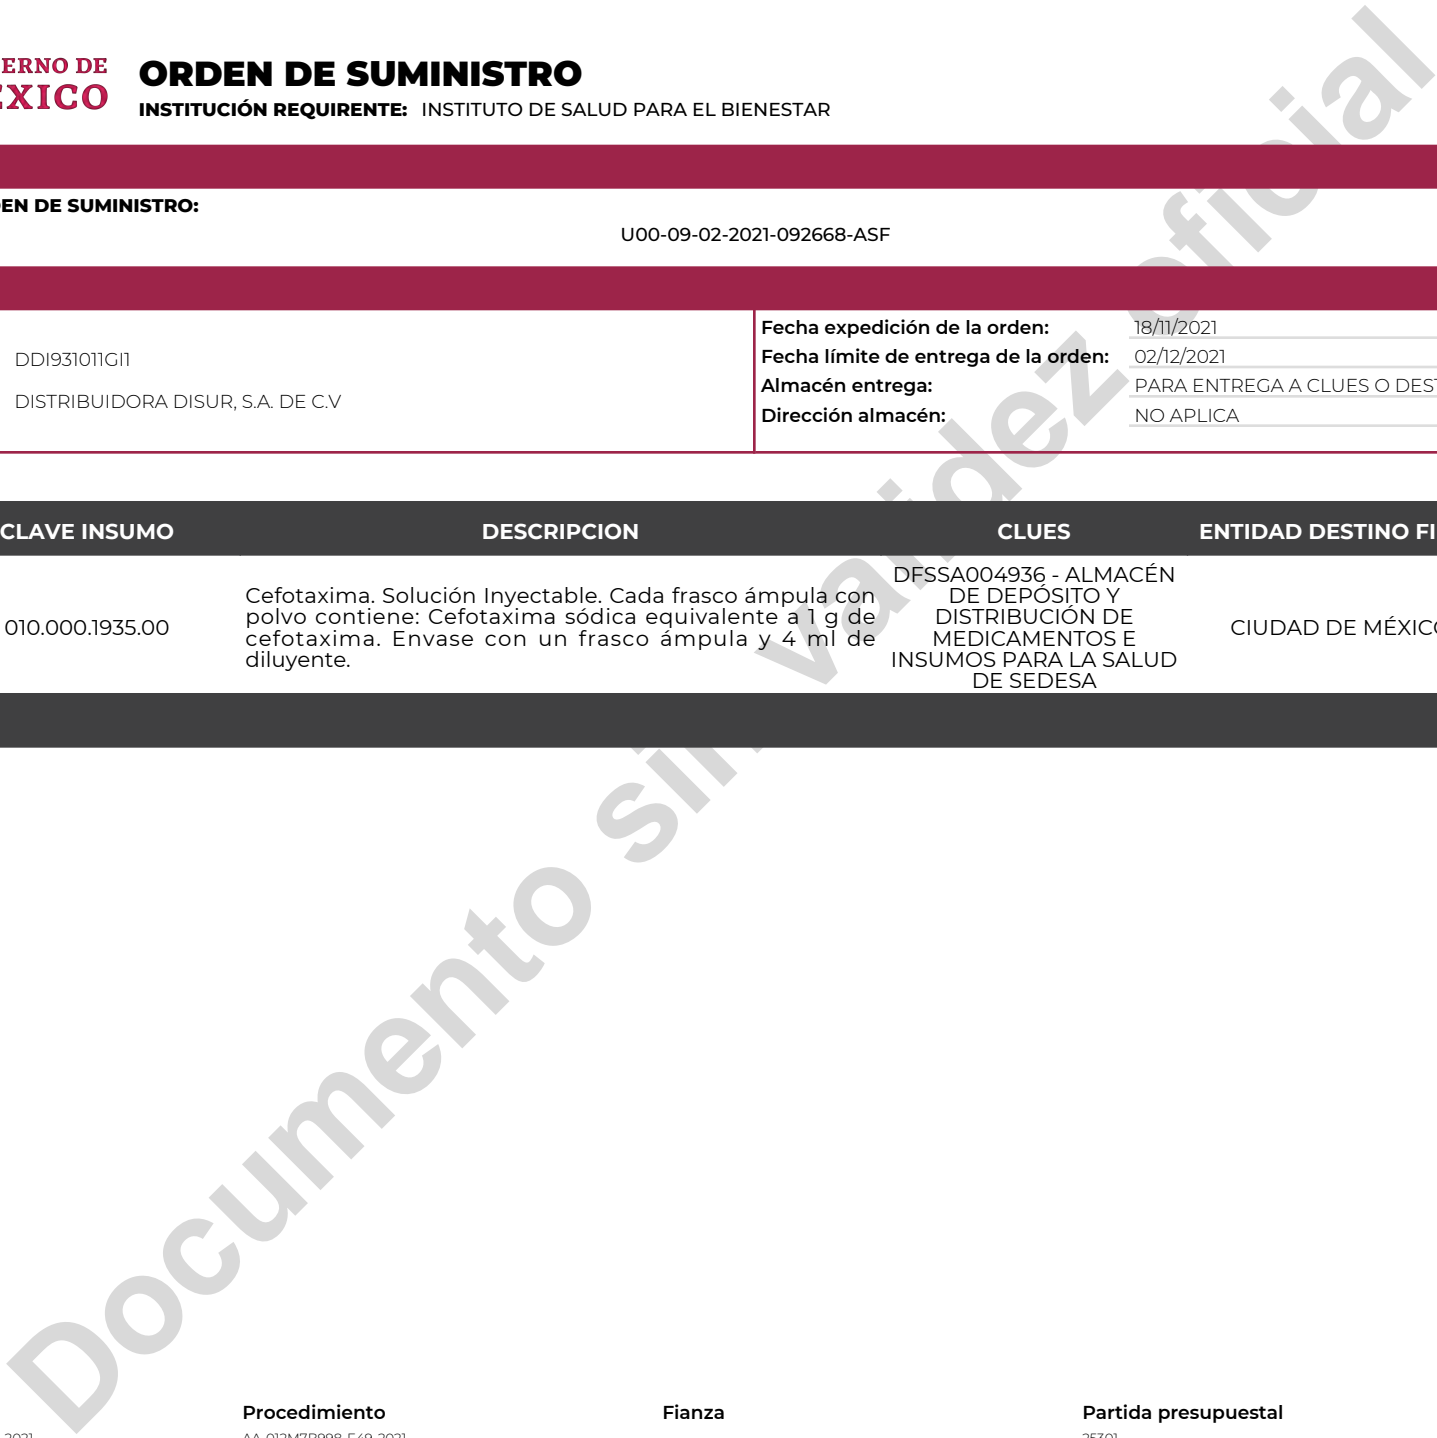 ERNO DE
ORDEN DE SUMINISTRO
XICO
INSTITUCIÓN REQUIRENTE: INSTITUTO DE SALUD PARA EL BIENESTAR
EN DE SUMINISTRO:
U00-09-02-2021-092668-ASF
DDI931011GI1
DISTRIBUIDORA DISUR, S.A. DE C.V
Fecha expedición de la orden: 18/11/2021
Fecha límite de entrega de la orden: 02/12/2021
Almacén entrega: PARA ENTREGA A CLUES O DEST
Dirección almacén: NO APLICA
CLAVE INSUMO DESCRIPCION CLUES ENTIDAD DESTINO FI
010.000.1935.00
Cefotaxima. Solución Inyectable. Cada frasco ámpula con
polvo contiene: Cefotaxima sódica equivalente a 1 g de
cefotaxima. Envase con un frasco ámpula y 4 ml de
diluyente.
DFSSA004936 - ALMACÉN
DE DEPÓSITO Y
DISTRIBUCIÓN DE
MEDICAMENTOS E
INSUMOS PARA LA SALUD
DE SEDESA
CIUDAD DE MÉXICO
Documento sin validez oficial
Procedimiento Fianza Partida presupuestal